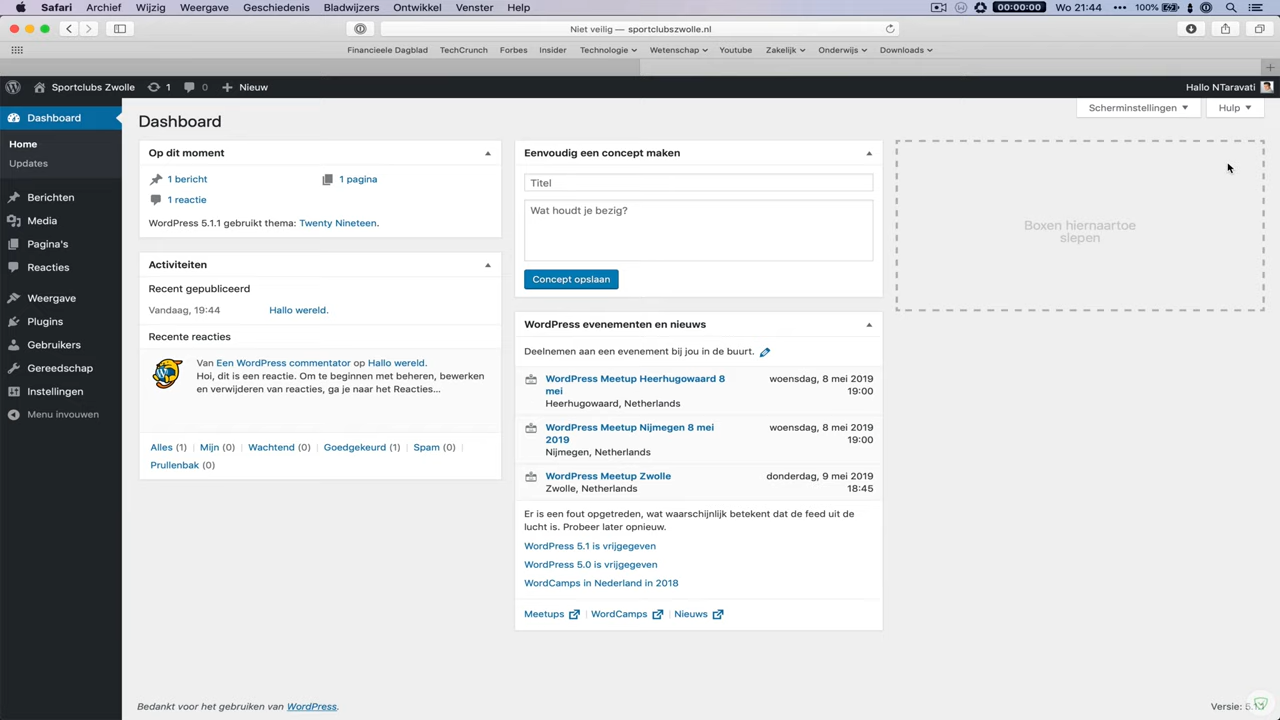 Safari Archief Wijzig Weergave Geschiedenis Bladwijzers Ontwikkel Venster Help 00:00:00 Wo 21:44 100%
Niet veilig — sportclubszwolle.nl
Financieele Dagblad TechCrunch Forbes Insider Technologie Wetenschap Youtube Zakelijk Onderwijs Downloads
Sportclubs Zwolle 1 0 + Nieuw Hallo NTaravati
Dashboard
Home
Updates
Berichten
Media
Pagina's
Reacties
Weergave
Plugins
Gebruikers
Gereedschap
Instellingen
Menu invouwen
Scherminstellingen Hulp
Dashboard
Op dit moment
1 bericht 1 pagina
1 reactie
WordPress 5.1.1 gebruikt thema: Twenty Nineteen.
Activiteiten
Recent gepubliceerd
Vandaag, 19:44 Hallo wereld.
Recente reacties
Van Een WordPress commentator op Hallo wereld.
Hoi, dit is een reactie. Om te beginnen met beheren, bewerken
en verwijderen van reacties, ga je naar het Reacties...
Alles (1) | Mijn (0) | Wachtend (0) | Goedgekeurd (1) | Spam (0) |
Prullenbak (0)
Eenvoudig een concept maken
Titel
Wat houdt je bezig?
Concept opslaan
WordPress evenementen en nieuws
Deelnemen aan een evenement bij jou in de buurt.
WordPress Meetup Heerhugowaard 8 woensdag, 8 mei 2019
mei 19:00
Heerhugowaard, Netherlands
WordPress Meetup Nijmegen 8 mei woensdag, 8 mei 2019
2019 19:00
Nijmegen, Netherlands
WordPress Meetup Zwolle donderdag, 9 mei 2019
Zwolle, Netherlands 18:45
Er is een fout opgetreden, wat waarschijnlijk betekent dat de feed uit de
lucht is. Probeer later opnieuw.
WordPress 5.1 is vrijgegeven
WordPress 5.0 is vrijgegeven
WordCamps in Nederland in 2018
Meetups | WordCamps | Nieuws
Boxen hiernaartoe
slepen
Bedankt voor het gebruiken van WordPress. Versie: